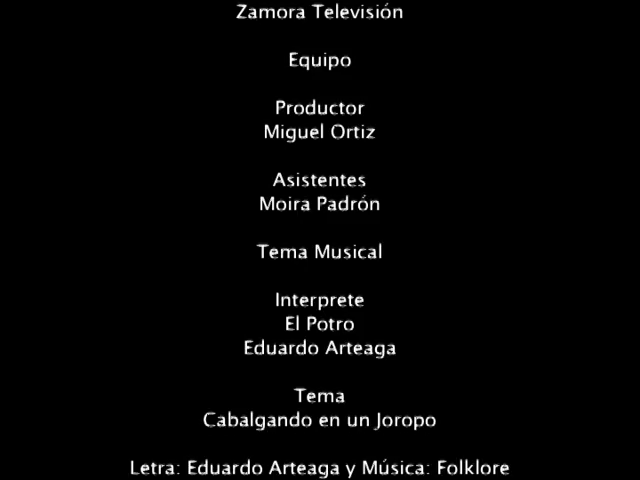 Zamora Televisión
Equipo
Productor
Miguel Ortiz
Asistentes
Moira Padrón
Tema Musical
Interprete
El Potro
Eduardo Arteaga
Tema
Cabalgando en un Joropo
Letra: Eduardo Arteaga y Música: Folklore